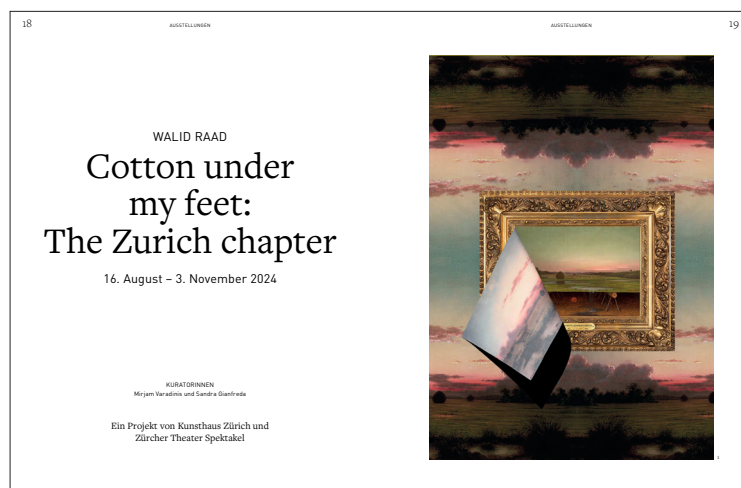 18
AUSSTELLUNGEN
AUSSTELLUNGEN
19
WALID RAAD
Cotton under
my feet:
The Zurich chapter
16. August – 3. November 2024
KURATORINNEN
Mirjam Varadinis und Sandra Gianfreda
Ein Projekt von Kunsthaus Zürich und
Zürcher Theater Spektakel
1